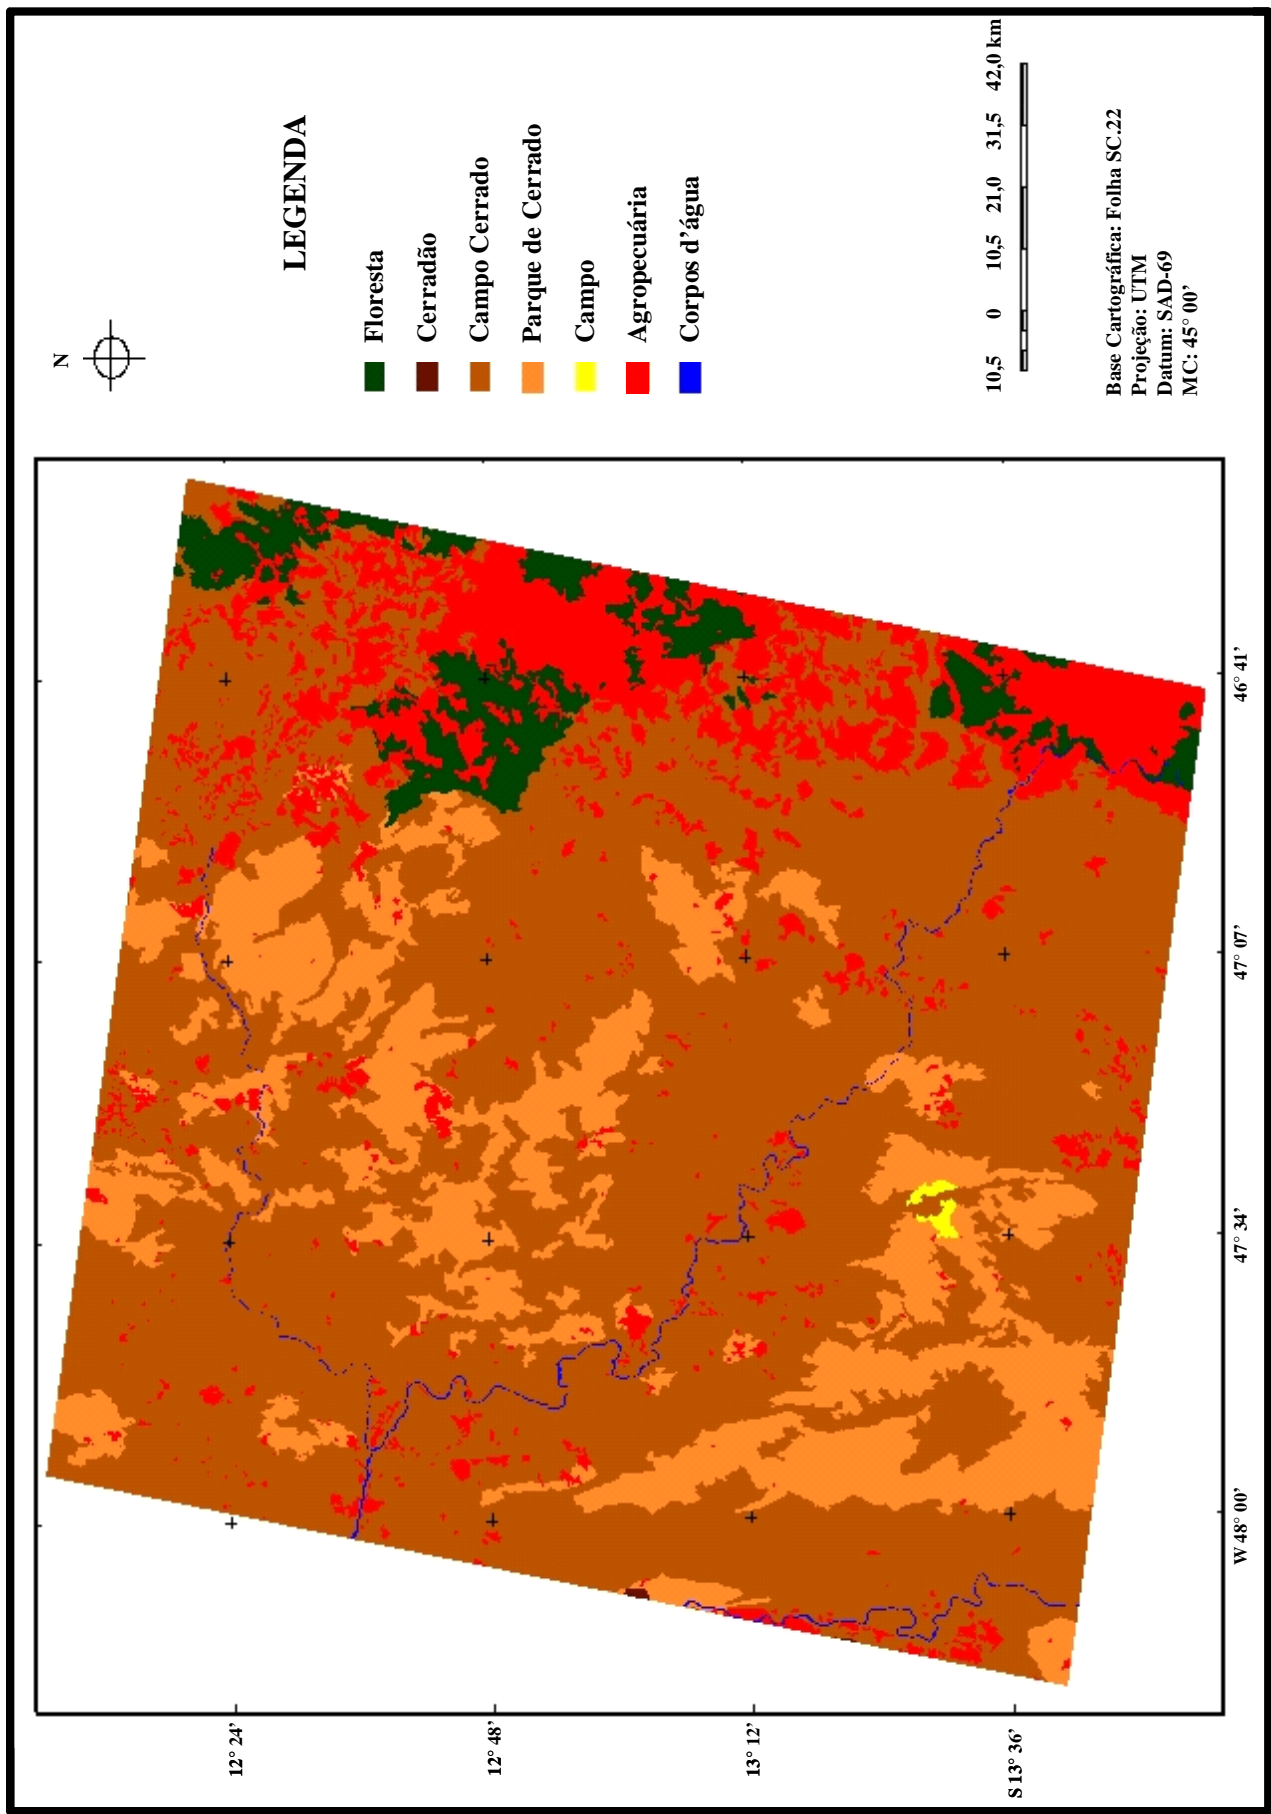 N
LEGENDA
Floresta
Cerradão
Campo Cerrado
Parque de Cerrado
Campo
Agropecuária
Corpos d'água
10,5 0 10,5 21,0 31,5 42,0 km
Base Cartográfica: Folha SC.22
Projeção: UTM
Datum: SAD-69
MC: 45° 00'
12° 24'
12° 48'
13° 12'
S 13° 36'
W 48° 00' 47° 34' 47° 07' 46° 41'